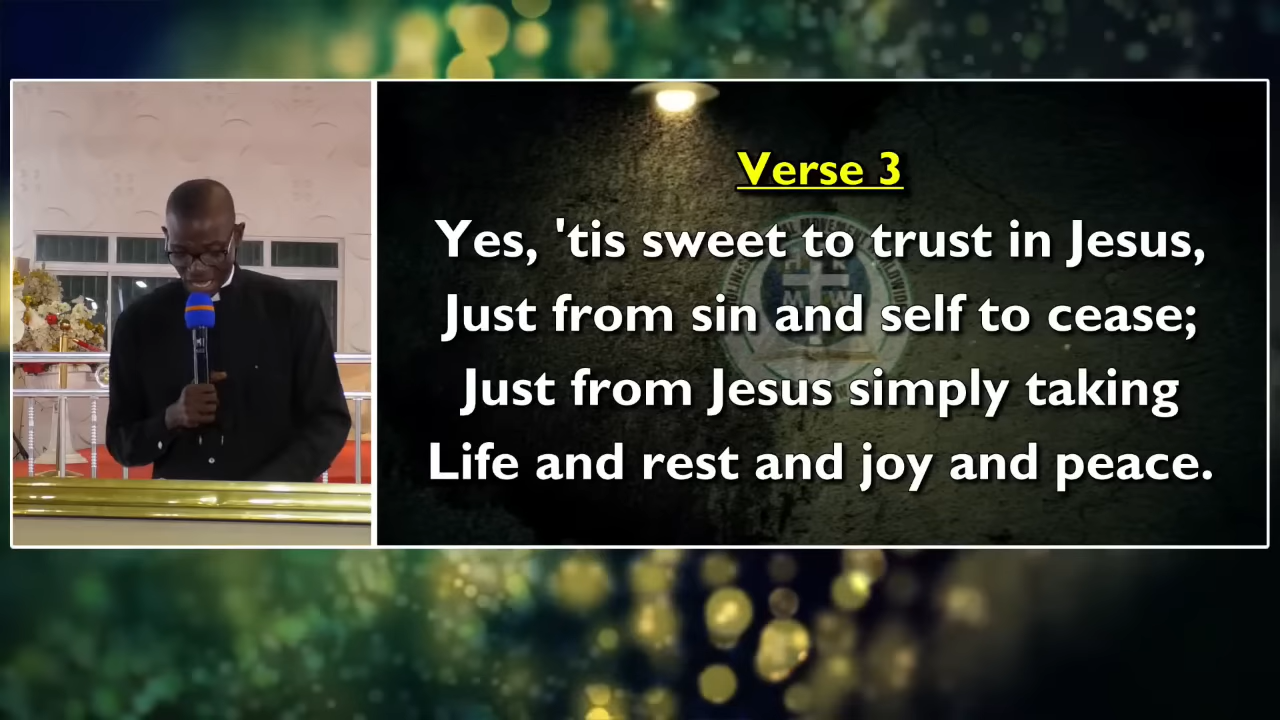 Verse 3
Yes, 'tis sweet to trust in Jesus,
Just from sin and self to cease;
Just from Jesus simply taking
Life and rest and joy and peace.